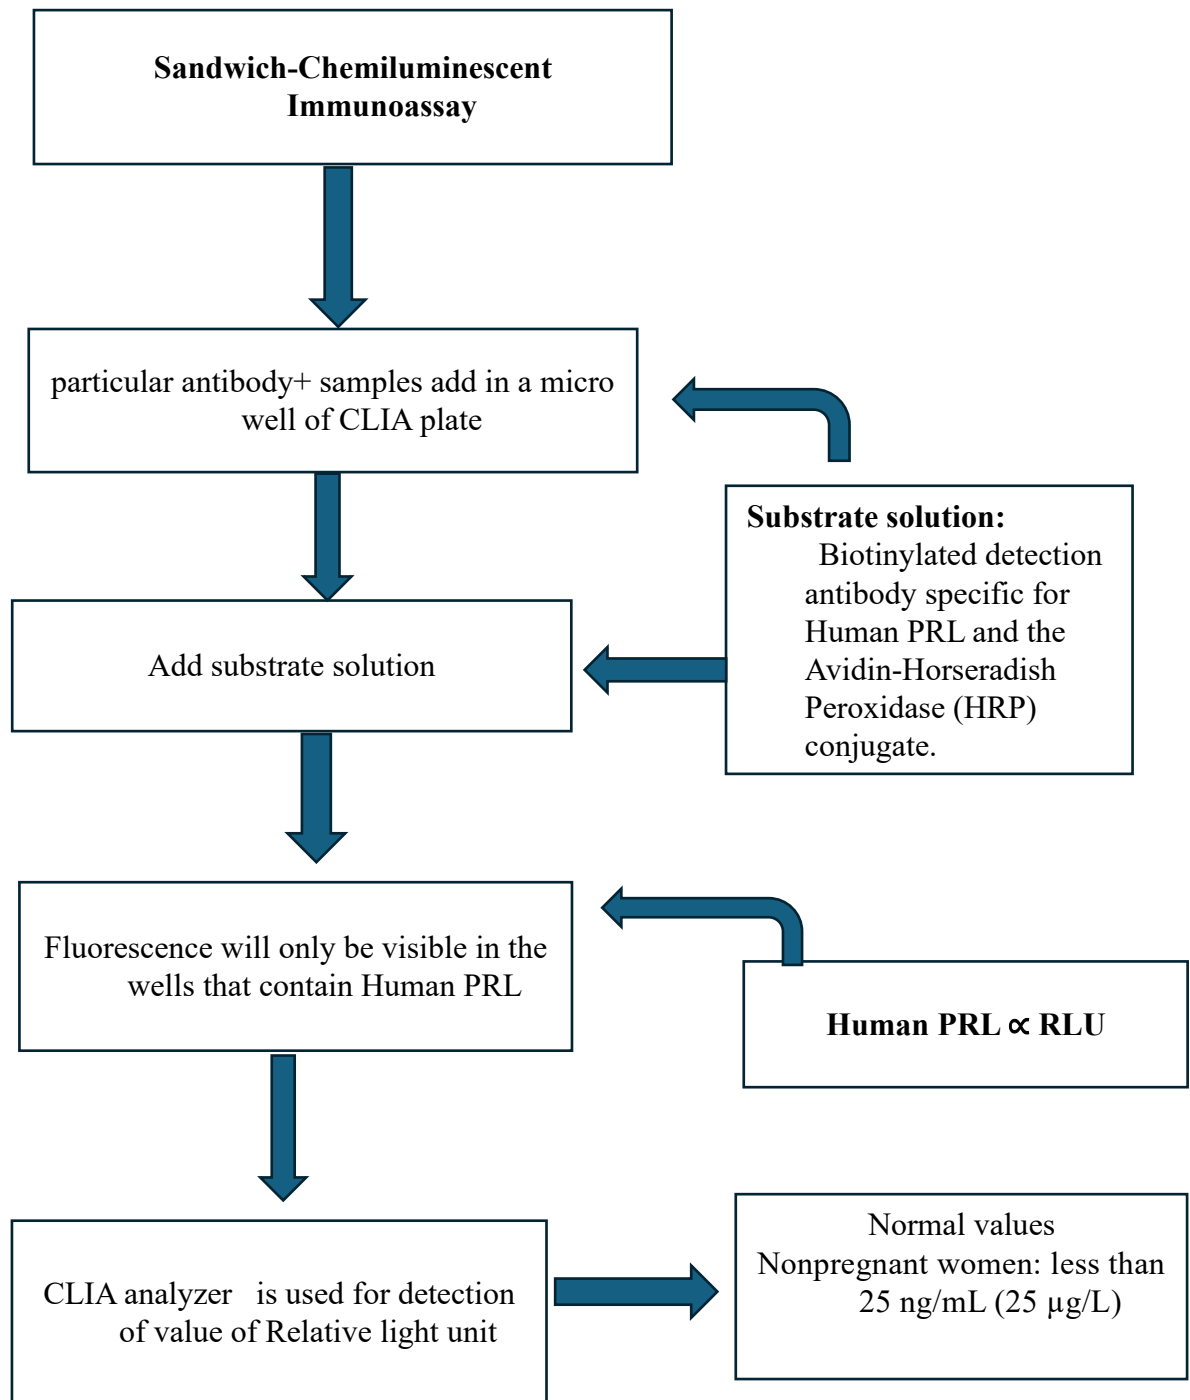 Sandwich-Chemiluminescent
Immunoassay
particular antibody+ samples add in a micro
well of CLIA plate
Substrate solution:
Biotinylated detection
antibody specific for
Human PRL and the
Avidin-Horseradish
Peroxidase (HRP)
conjugate.
Add substrate solution
Fluorescence will only be visible in the
wells that contain Human PRL
Human PRL ∝ RLU
CLIA analyzer is used for detection
of value of Relative light unit
Normal values
Nonpregnant women: less than
25 ng/mL (25 µg/L)